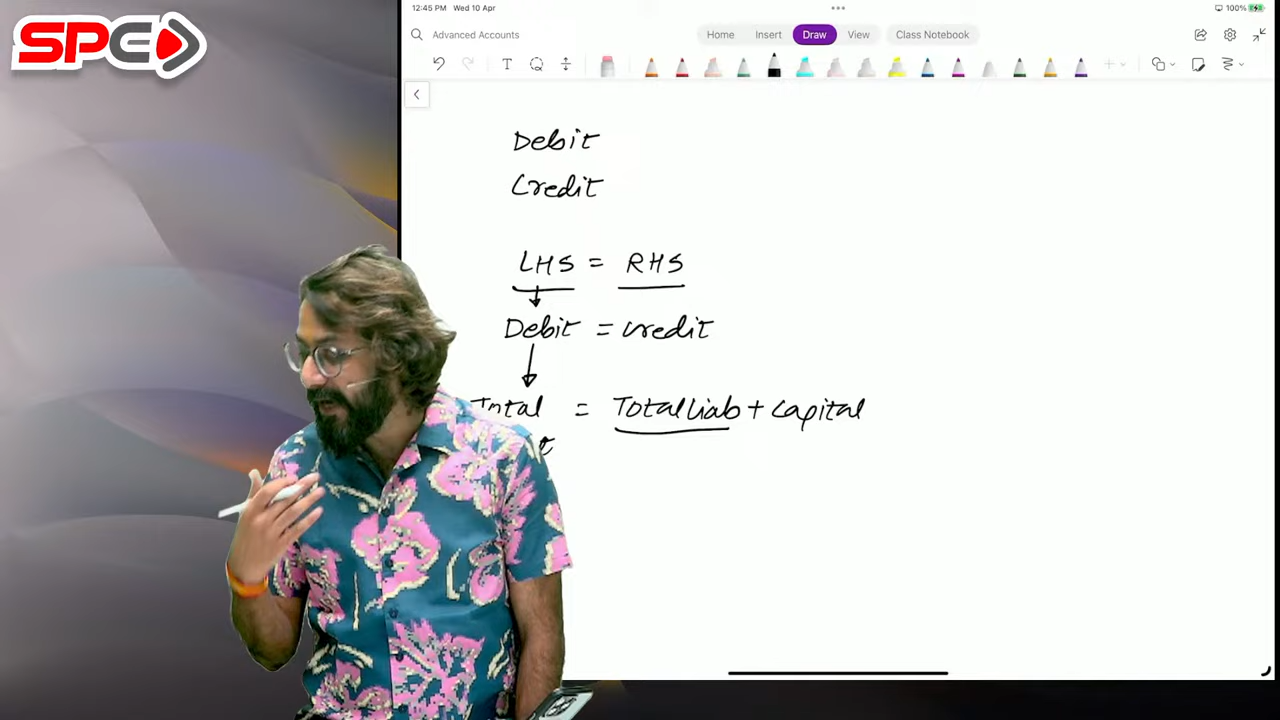 SPC
12:45 PM Wed 10 Apr
100%
Advanced Accounts
Home Insert Draw View Class Notebook
T
Debit
Credit
LHS = RHS
Debit = credit
Total = Total Liab + Capital